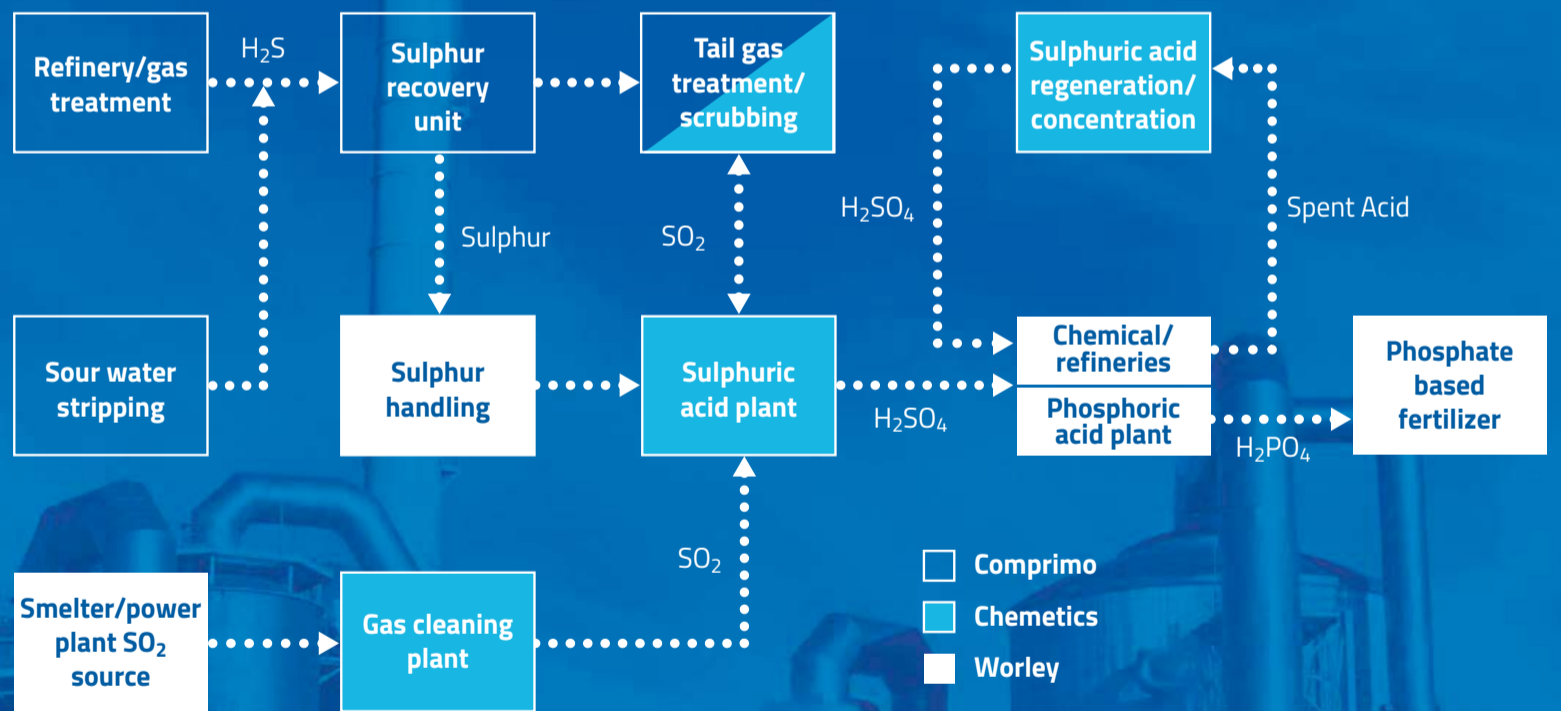 Refinery/gas
treatment
H₂S
Sulphur
recovery
unit
Tail gas
treatment/
scrubbing
Sulphuric acid
regeneration/
concentration
Sulphur
SO₂
H₂SO₄
Spent Acid
Sour water
stripping
Sulphur
handling
Sulphuric
acid plant
H₂SO₄
Chemical/
refineries
Phosphoric
acid plant
H₂PO₄
Phosphate
based
fertilizer
Smelter/power
plant SO₂
source
Gas cleaning
plant
SO₂
Comprimo
Chemetics
Worley